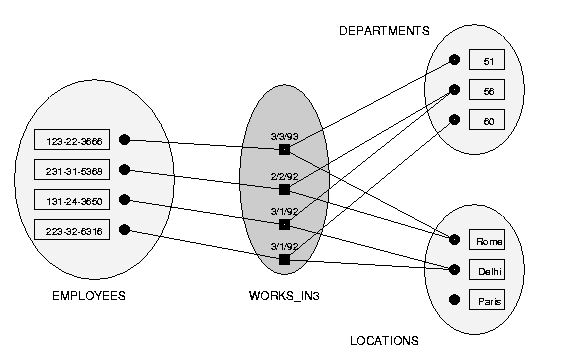 DEPARTMENTS
51
56
60
3/3/93
123-22-3666
231-31-5368
2/2/92
131-24-3650
3/1/92
223-32-6316
3/1/92
Rome
Delhi
Paris
EMPLOYEES
WORKS_IN3
LOCATIONS